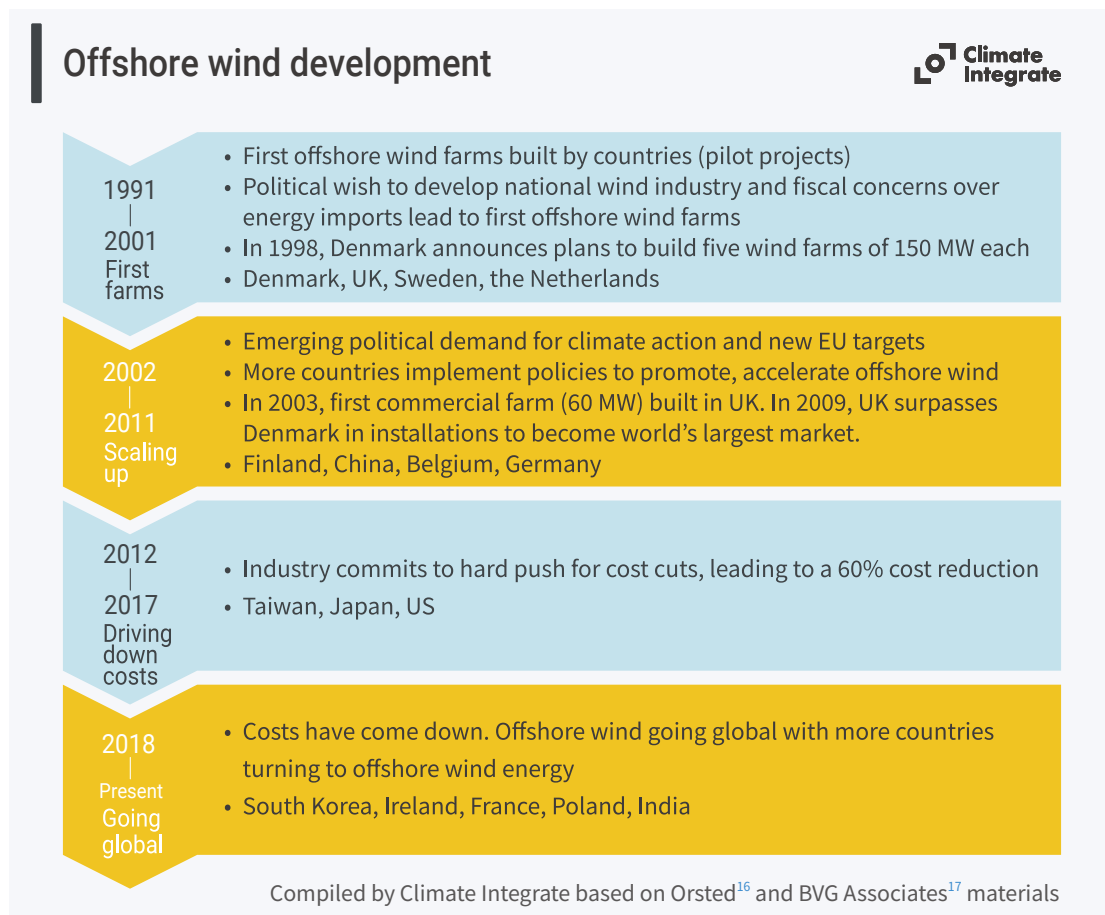 Offshore wind development
Climate
Integrate
1991
2001
First
farms
• First offshore wind farms built by countries (pilot projects)
• Political wish to develop national wind industry and fiscal concerns over
energy imports lead to first offshore wind farms
• In 1998, Denmark announces plans to build five wind farms of 150 MW each
• Denmark, UK, Sweden, the Netherlands
2002
2011
Scaling
up
• Emerging political demand for climate action and new EU targets
• More countries implement policies to promote, accelerate offshore wind
• In 2003, first commercial farm (60 MW) built in UK. In 2009, UK surpasses
Denmark in installations to become world's largest market.
• Finland, China, Belgium, Germany
2012
2017
Driving
down
costs
• Industry commits to hard push for cost cuts, leading to a 60% cost reduction
• Taiwan, Japan, US
2018
Present
Going
global
• Costs have come down. Offshore wind going global with more countries
turning to offshore wind energy
• South Korea, Ireland, France, Poland, India
Compiled by Climate Integrate based on Orsted16 and BVG Associates17 materials